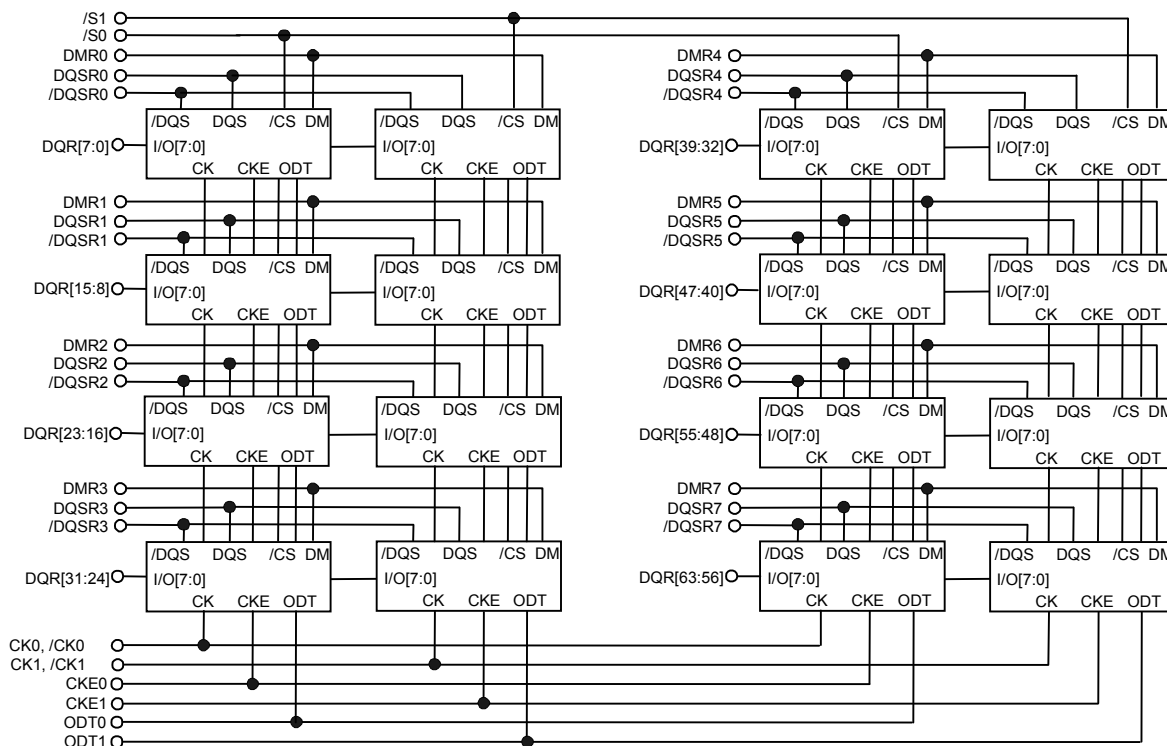 /S1
/S0
DMR0 DMR4
DQSR0 DQSR4
/DQSR0 /DQSR4
/DQS DQS /CS DM /DQS DQS /CS DM /DQS DQS /CS DM /DQS DQS /CS DM
DQR[7:0] I/O[7:0] I/O[7:0] DQR[39:32] I/O[7:0] I/O[7:0]
CK CKE ODT CK CKE ODT CK CKE ODT CK CKE ODT
DMR1 DMR5
DQSR1 DQSR5
/DQSR1 /DQSR5
/DQS DQS /CS DM /DQS DQS /CS DM /DQS DQS /CS DM /DQS DQS /CS DM
DQR[15:8] I/O[7:0] I/O[7:0] DQR[47:40] I/O[7:0] I/O[7:0]
CK CKE ODT CK CKE ODT CK CKE ODT CK CKE ODT
DMR2 DMR6
DQSR2 DQSR6
/DQSR2 /DQSR6
/DQS DQS /CS DM /DQS DQS /CS DM /DQS DQS /CS DM /DQS DQS /CS DM
DQR[23:16] I/O[7:0] I/O[7:0] DQR[55:48] I/O[7:0] I/O[7:0]
CK CKE ODT CK CKE ODT CK CKE ODT CK CKE ODT
DMR3 DMR7
DQSR3 DQSR7
/DQSR3 /DQSR7
/DQS DQS /CS DM /DQS DQS /CS DM /DQS DQS /CS DM /DQS DQS /CS DM
DQR[31:24] I/O[7:0] I/O[7:0] DQR[63:56] I/O[7:0] I/O[7:0]
CK CKE ODT CK CKE ODT CK CKE ODT CK CKE ODT
CK0, /CK0
CK1, /CK1
CKE0
CKE1
ODT0
ODT1